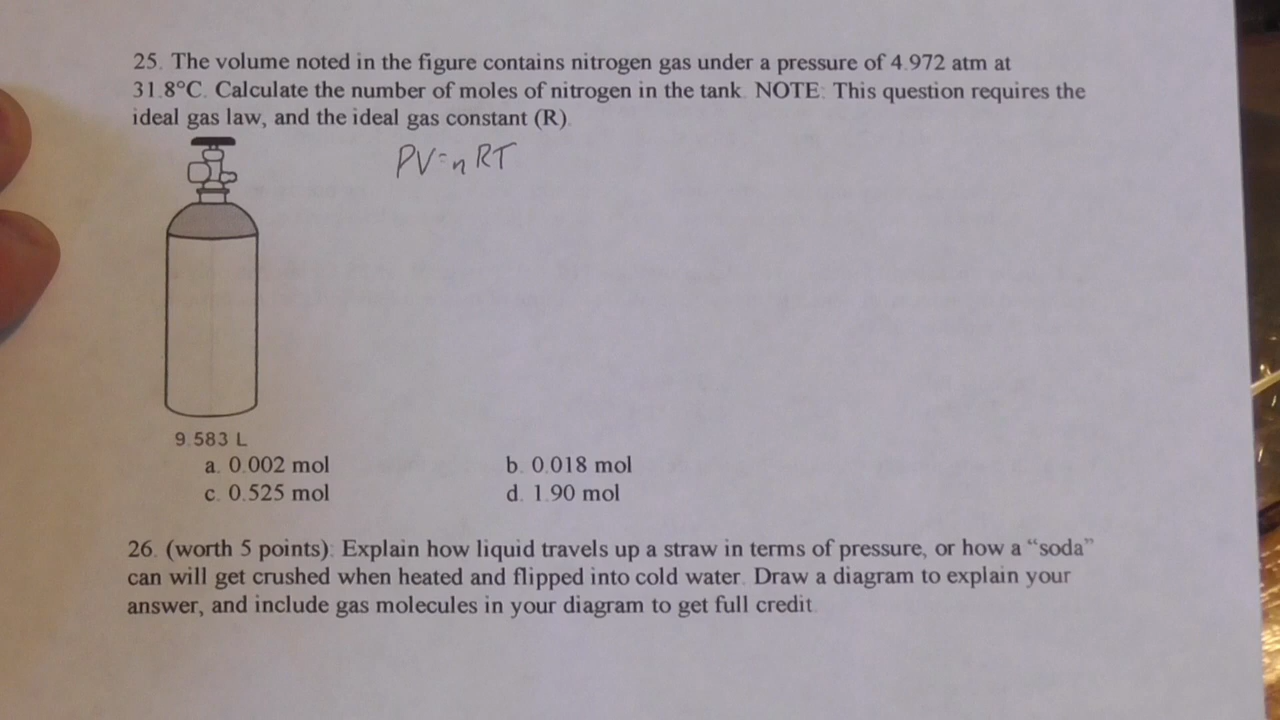 25. The volume noted in the figure contains nitrogen gas under a pressure of 4.972 atm at
31.8°C. Calculate the number of moles of nitrogen in the tank. NOTE: This question requires the
ideal gas law, and the ideal gas constant (R).
PV=nRT
9.583 L
a. 0.002 mol b. 0.018 mol
c. 0.525 mol d. 1.90 mol
26. (worth 5 points): Explain how liquid travels up a straw in terms of pressure, or how a “soda”
can will get crushed when heated and flipped into cold water. Draw a diagram to explain your
answer, and include gas molecules in your diagram to get full credit.